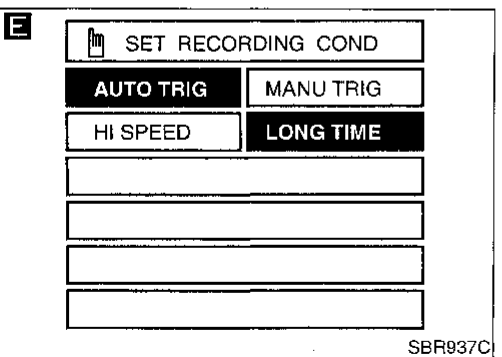 E
SET RECORDING COND
AUTO TRIG MANU TRIG
HI SPEED LONG TIME
SBR937C